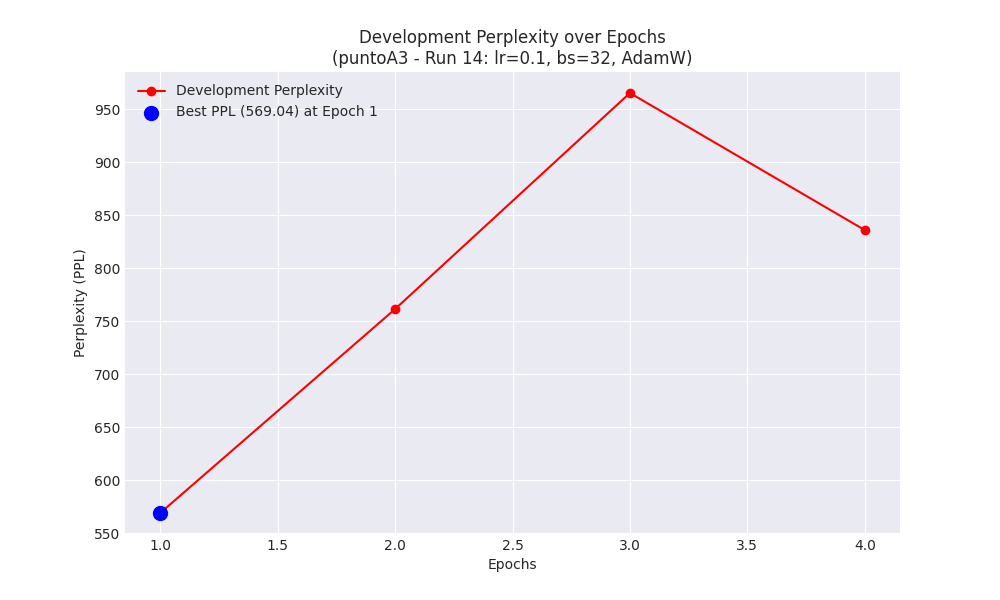 Development Perplexity over Epochs
(puntoA3 - Run 14: lr=0.1, bs=32, AdamW)
Development Perplexity
Best PPL (569.04) at Epoch 1
Perplexity (PPL)
950
900
850
800
750
700
650
600
550
1.0 1.5 2.0 2.5 3.0 3.5 4.0
Epochs